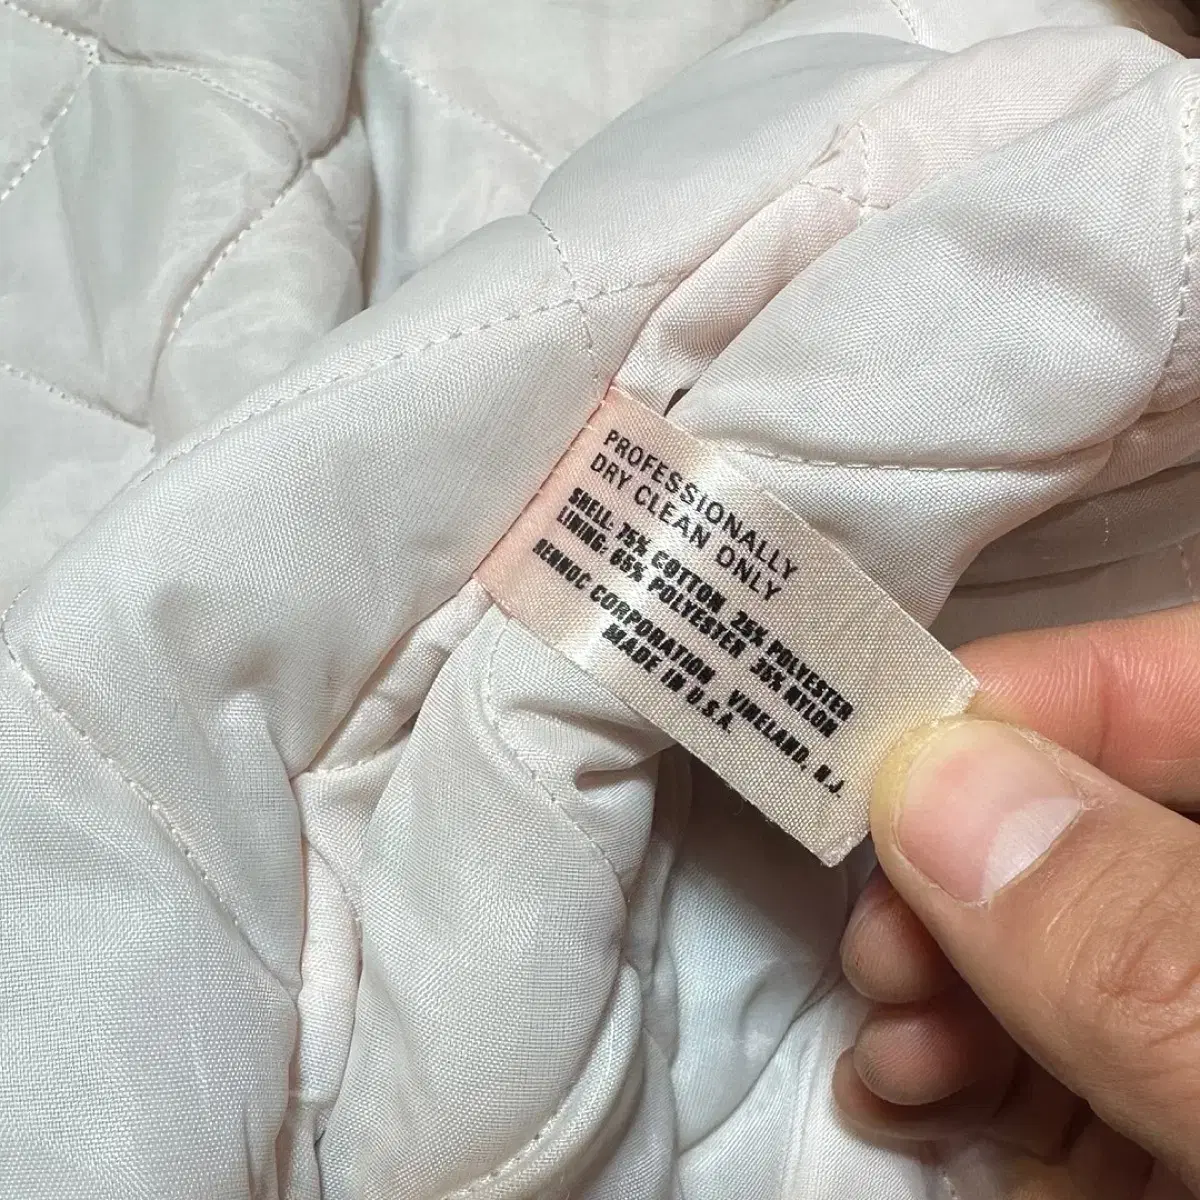 PROFESSIONALLY
DRY CLEAN ONLY
SHELL: 75% COTTON 25% POLYESTER
LINING: 65% POLYESTER 35% NYLON
RENNOC CORPORATION, VINELAND, N.J.
MADE IN U.S.A.